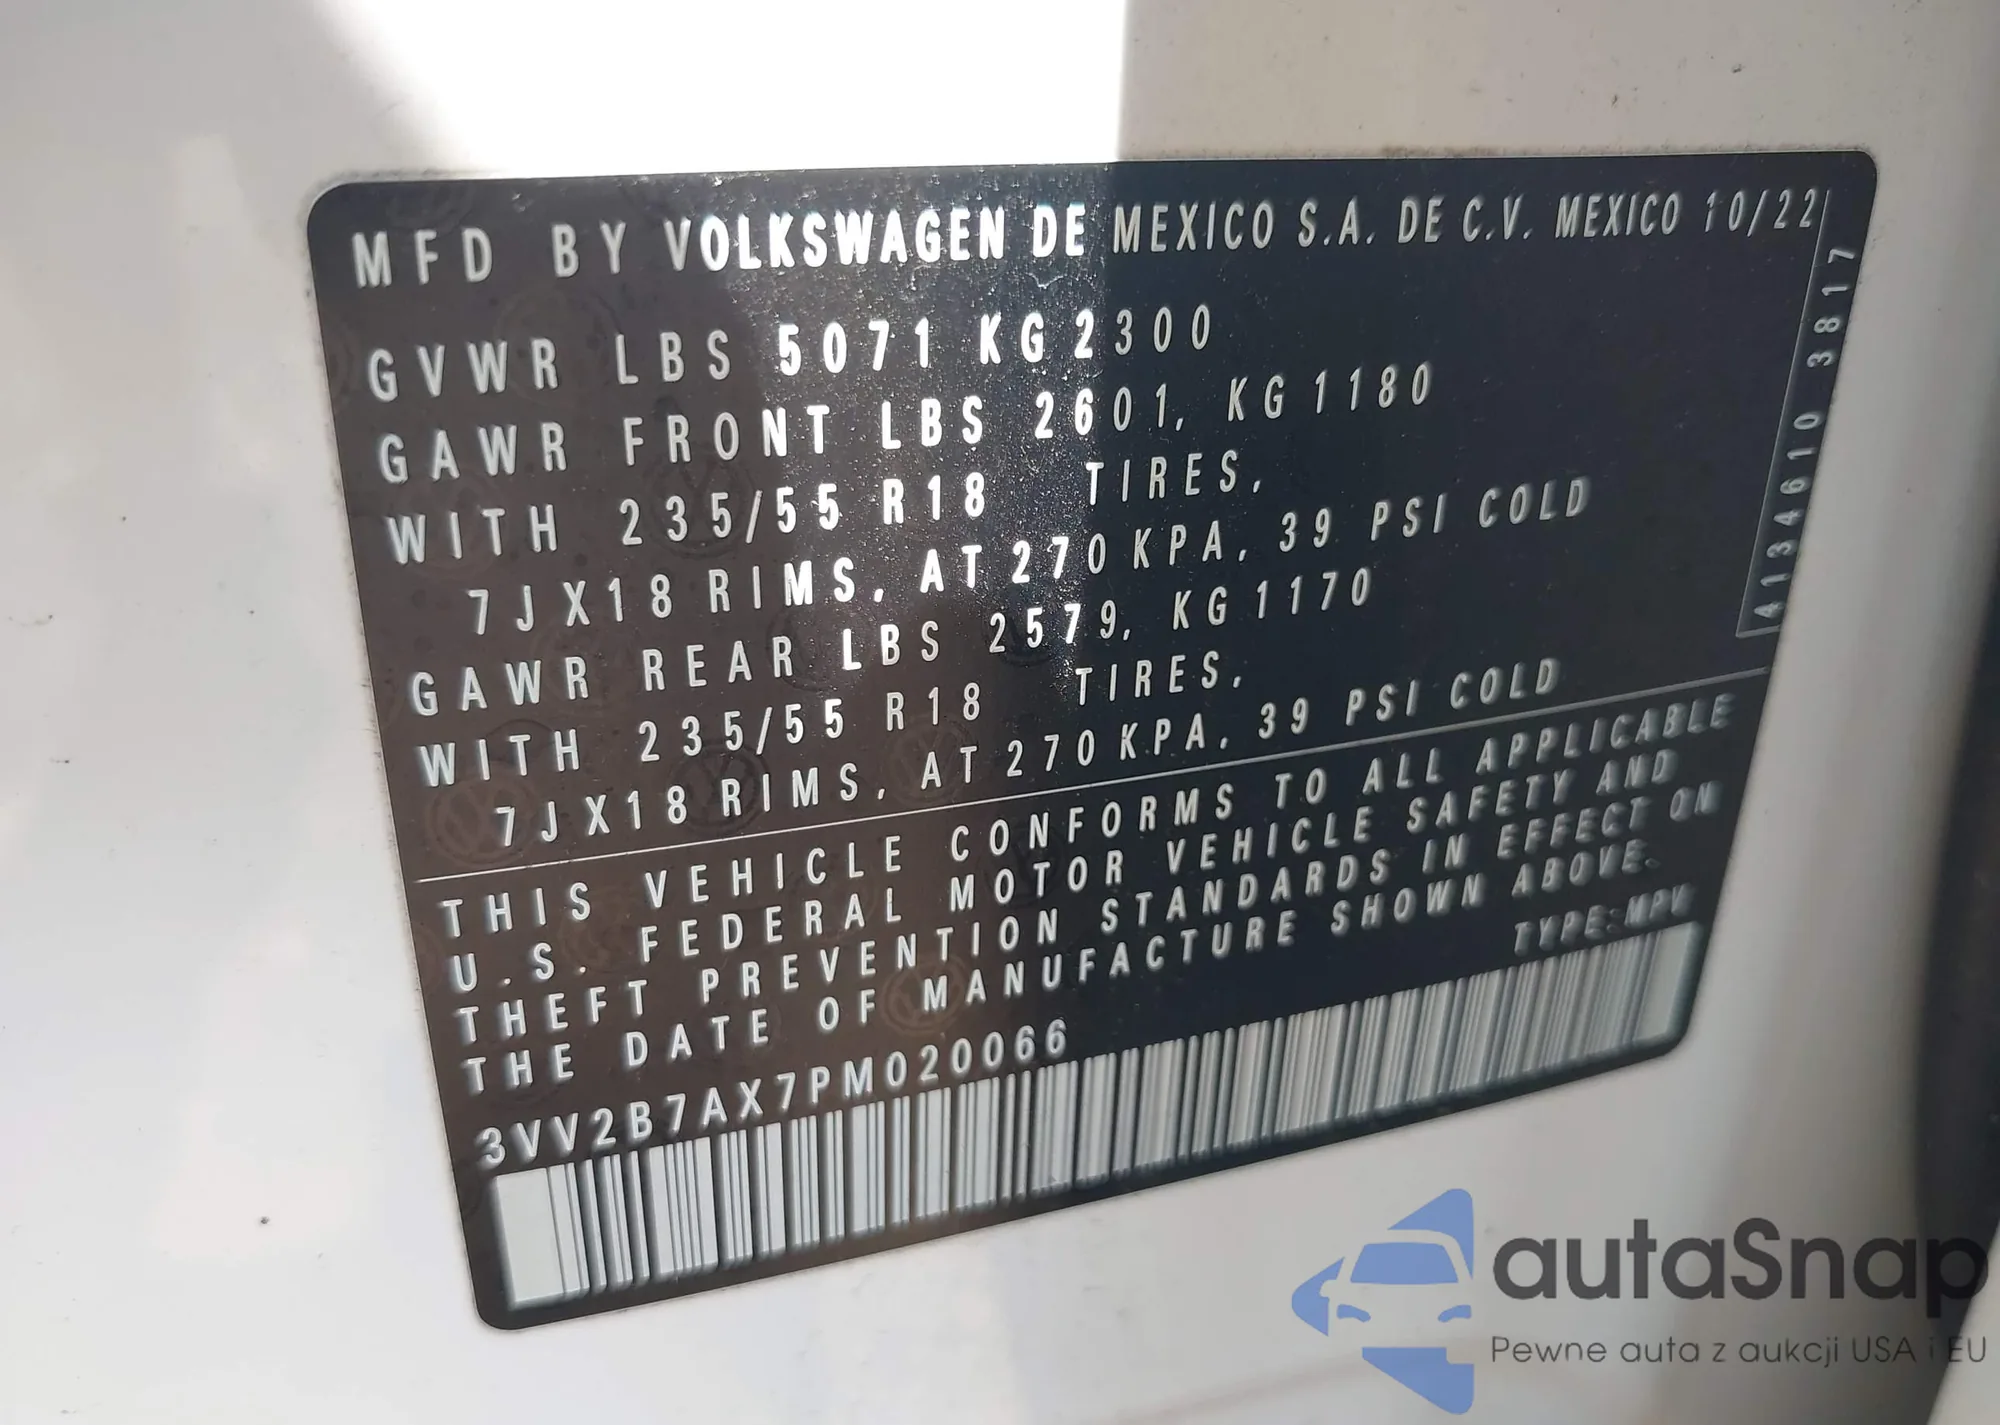 MFD BY VOLKSWAGEN DE MEXICO S.A. DE C.V. MEXICO 10/22
GVWR LBS 5071 KG 2300
GAWR FRONT LBS 2601, KG 1180
WITH 235/55 R18 TIRES,
7JX18 RIMS, AT 270 KPA, 39 PSI COLD
GAWR REAR LBS 2579, KG 1170
WITH 235/55 R18 TIRES,
7JX18 RIMS, AT 270 KPA, 39 PSI COLD
4134610 3817
THIS VEHICLE CONFORMS TO ALL APPLICABLE
U.S. FEDERAL MOTOR VEHICLE SAFETY AND
THEFT PREVENTION STANDARDS IN EFFECT ON
THE DATE OF MANUFACTURE SHOWN ABOVE.
TYPE:MPV
3VV2B7AX7PM020066
autaSnap
Pewne auta z aukcji USA i EU